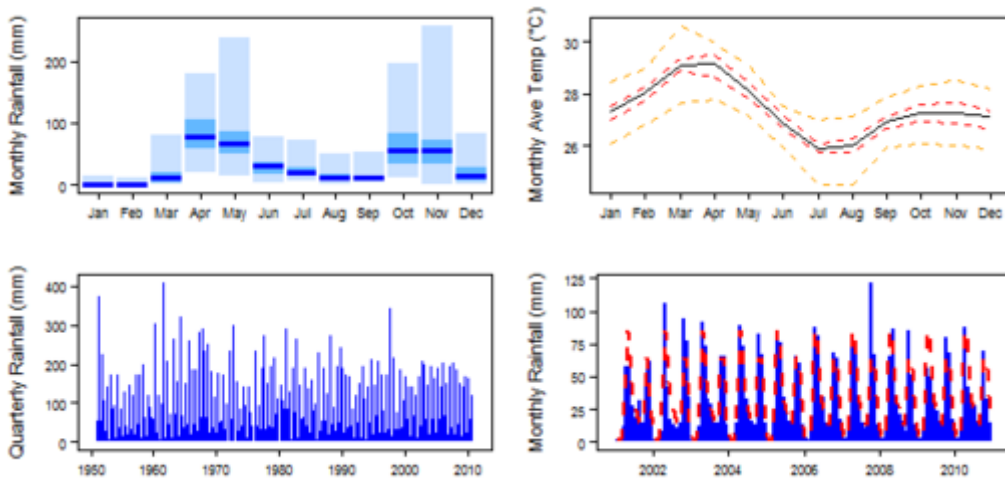 Monthly Rainfall (mm)
200
100
0
Jan Feb Mar Apr May Jun Jul Aug Sep Oct Nov Dec
Monthly Ave Temp (°C)
30
28
26
Jan Feb Mar Apr May Jun Jul Aug Sep Oct Nov Dec
Quarterly Rainfall (mm)
400
300
200
100
0
1950 1960 1970 1980 1990 2000 2010
Monthly Rainfall (mm)
125
100
75
50
25
0
2002 2004 2006 2008 2010